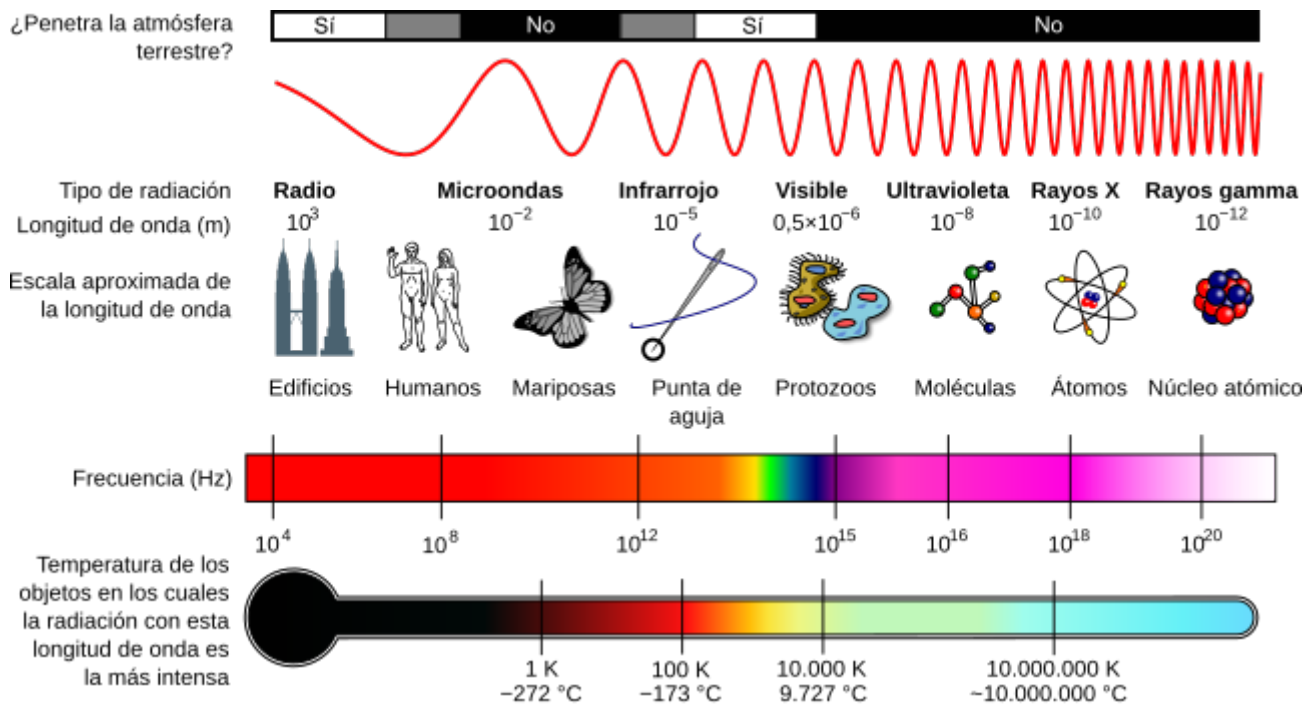 ¿Penetra la atmósfera
terrestre?
Sí No Sí No
Tipo de radiación Radio Microondas Infrarrojo Visible Ultravioleta Rayos X Rayos gamma
Longitud de onda (m) 10³ 10⁻² 10⁻⁵ 0,5×10⁻⁶ 10⁻⁸ 10⁻¹⁰ 10⁻¹²
Escala aproximada de
la longitud de onda
Edificios Humanos Mariposas Punta de Protozoos Moléculas Átomos Núcleo atómico
aguja
Frecuencia (Hz)
10⁴ 10⁸ 10¹² 10¹⁵ 10¹⁶ 10¹⁸ 10²⁰
Temperatura de los
objetos en los cuales
la radiación con esta
longitud de onda es
la más intensa
1 K 100 K 10.000 K 10.000.000 K
−272 °C −173 °C 9.727 °C ~10.000.000 °C